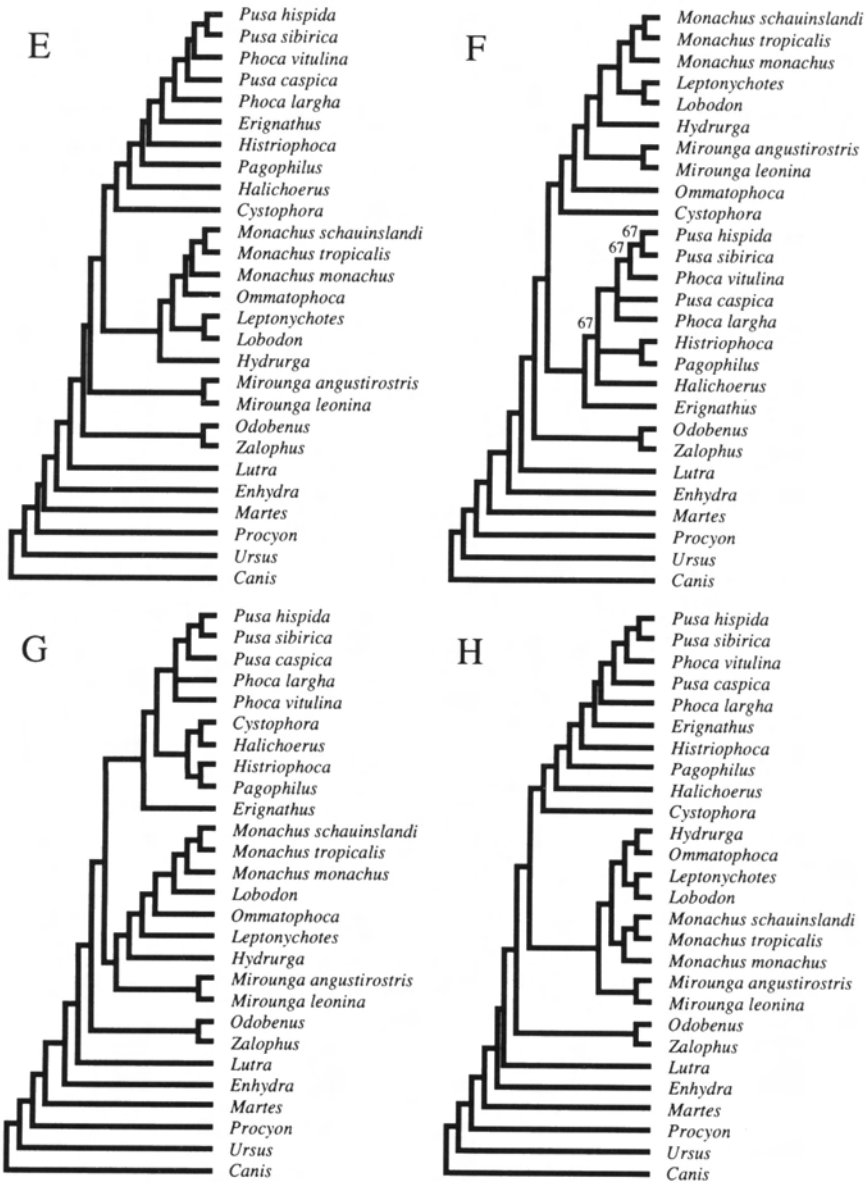 E
Pusa hispida
Pusa sibirica
Phoca vitulina
Pusa caspica
Phoca largha
Erignathus
Histriophoca
Pagophilus
Halichoerus
Cystophora
Monachus schauinslandi
Monachus tropicalis
Monachus monachus
Ommatophoca
Leptonychotes
Lobodon
Hydrurga
Mirounga angustirostris
Mirounga leonina
Odobenus
Zalophus
Lutra
Enhydra
Martes
Procyon
Ursus
Canis
F
Monachus schauinslandi
Monachus tropicalis
Monachus monachus
Leptonychotes
Lobodon
Hydrurga
Mirounga angustirostris
Mirounga leonina
Ommatophoca
Cystophora
67
Pusa hispida
67
Pusa sibirica
Phoca vitulina
Pusa caspica
67
Phoca largha
Histriophoca
Pagophilus
Halichoerus
Erignathus
Odobenus
Zalophus
Lutra
Enhydra
Martes
Procyon
Ursus
Canis
G
Pusa hispida
Pusa sibirica
Pusa caspica
Phoca largha
Phoca vitulina
Cystophora
Halichoerus
Histriophoca
Pagophilus
Erignathus
Monachus schauinslandi
Monachus tropicalis
Monachus monachus
Lobodon
Ommatophoca
Leptonychotes
Hydrurga
Mirounga angustirostris
Mirounga leonina
Odobenus
Zalophus
Lutra
Enhydra
Martes
Procyon
Ursus
Canis
H
Pusa hispida
Pusa sibirica
Phoca vitulina
Pusa caspica
Phoca largha
Erignathus
Histriophoca
Pagophilus
Halichoerus
Cystophora
Hydrurga
Ommatophoca
Leptonychotes
Lobodon
Monachus schauinslandi
Monachus tropicalis
Monachus monachus
Mirounga angustirostris
Mirounga leonina
Odobenus
Zalophus
Lutra
Enhydra
Martes
Procyon
Ursus
Canis